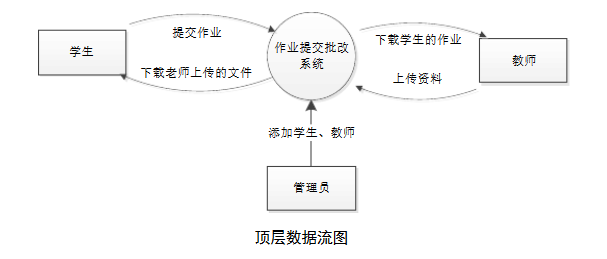 学生
提交作业
下载老师上传的文件
作业提交批改
系统
下载学生的作业
上传资料
教师
添加学生、教师
管理员
顶层数据流图